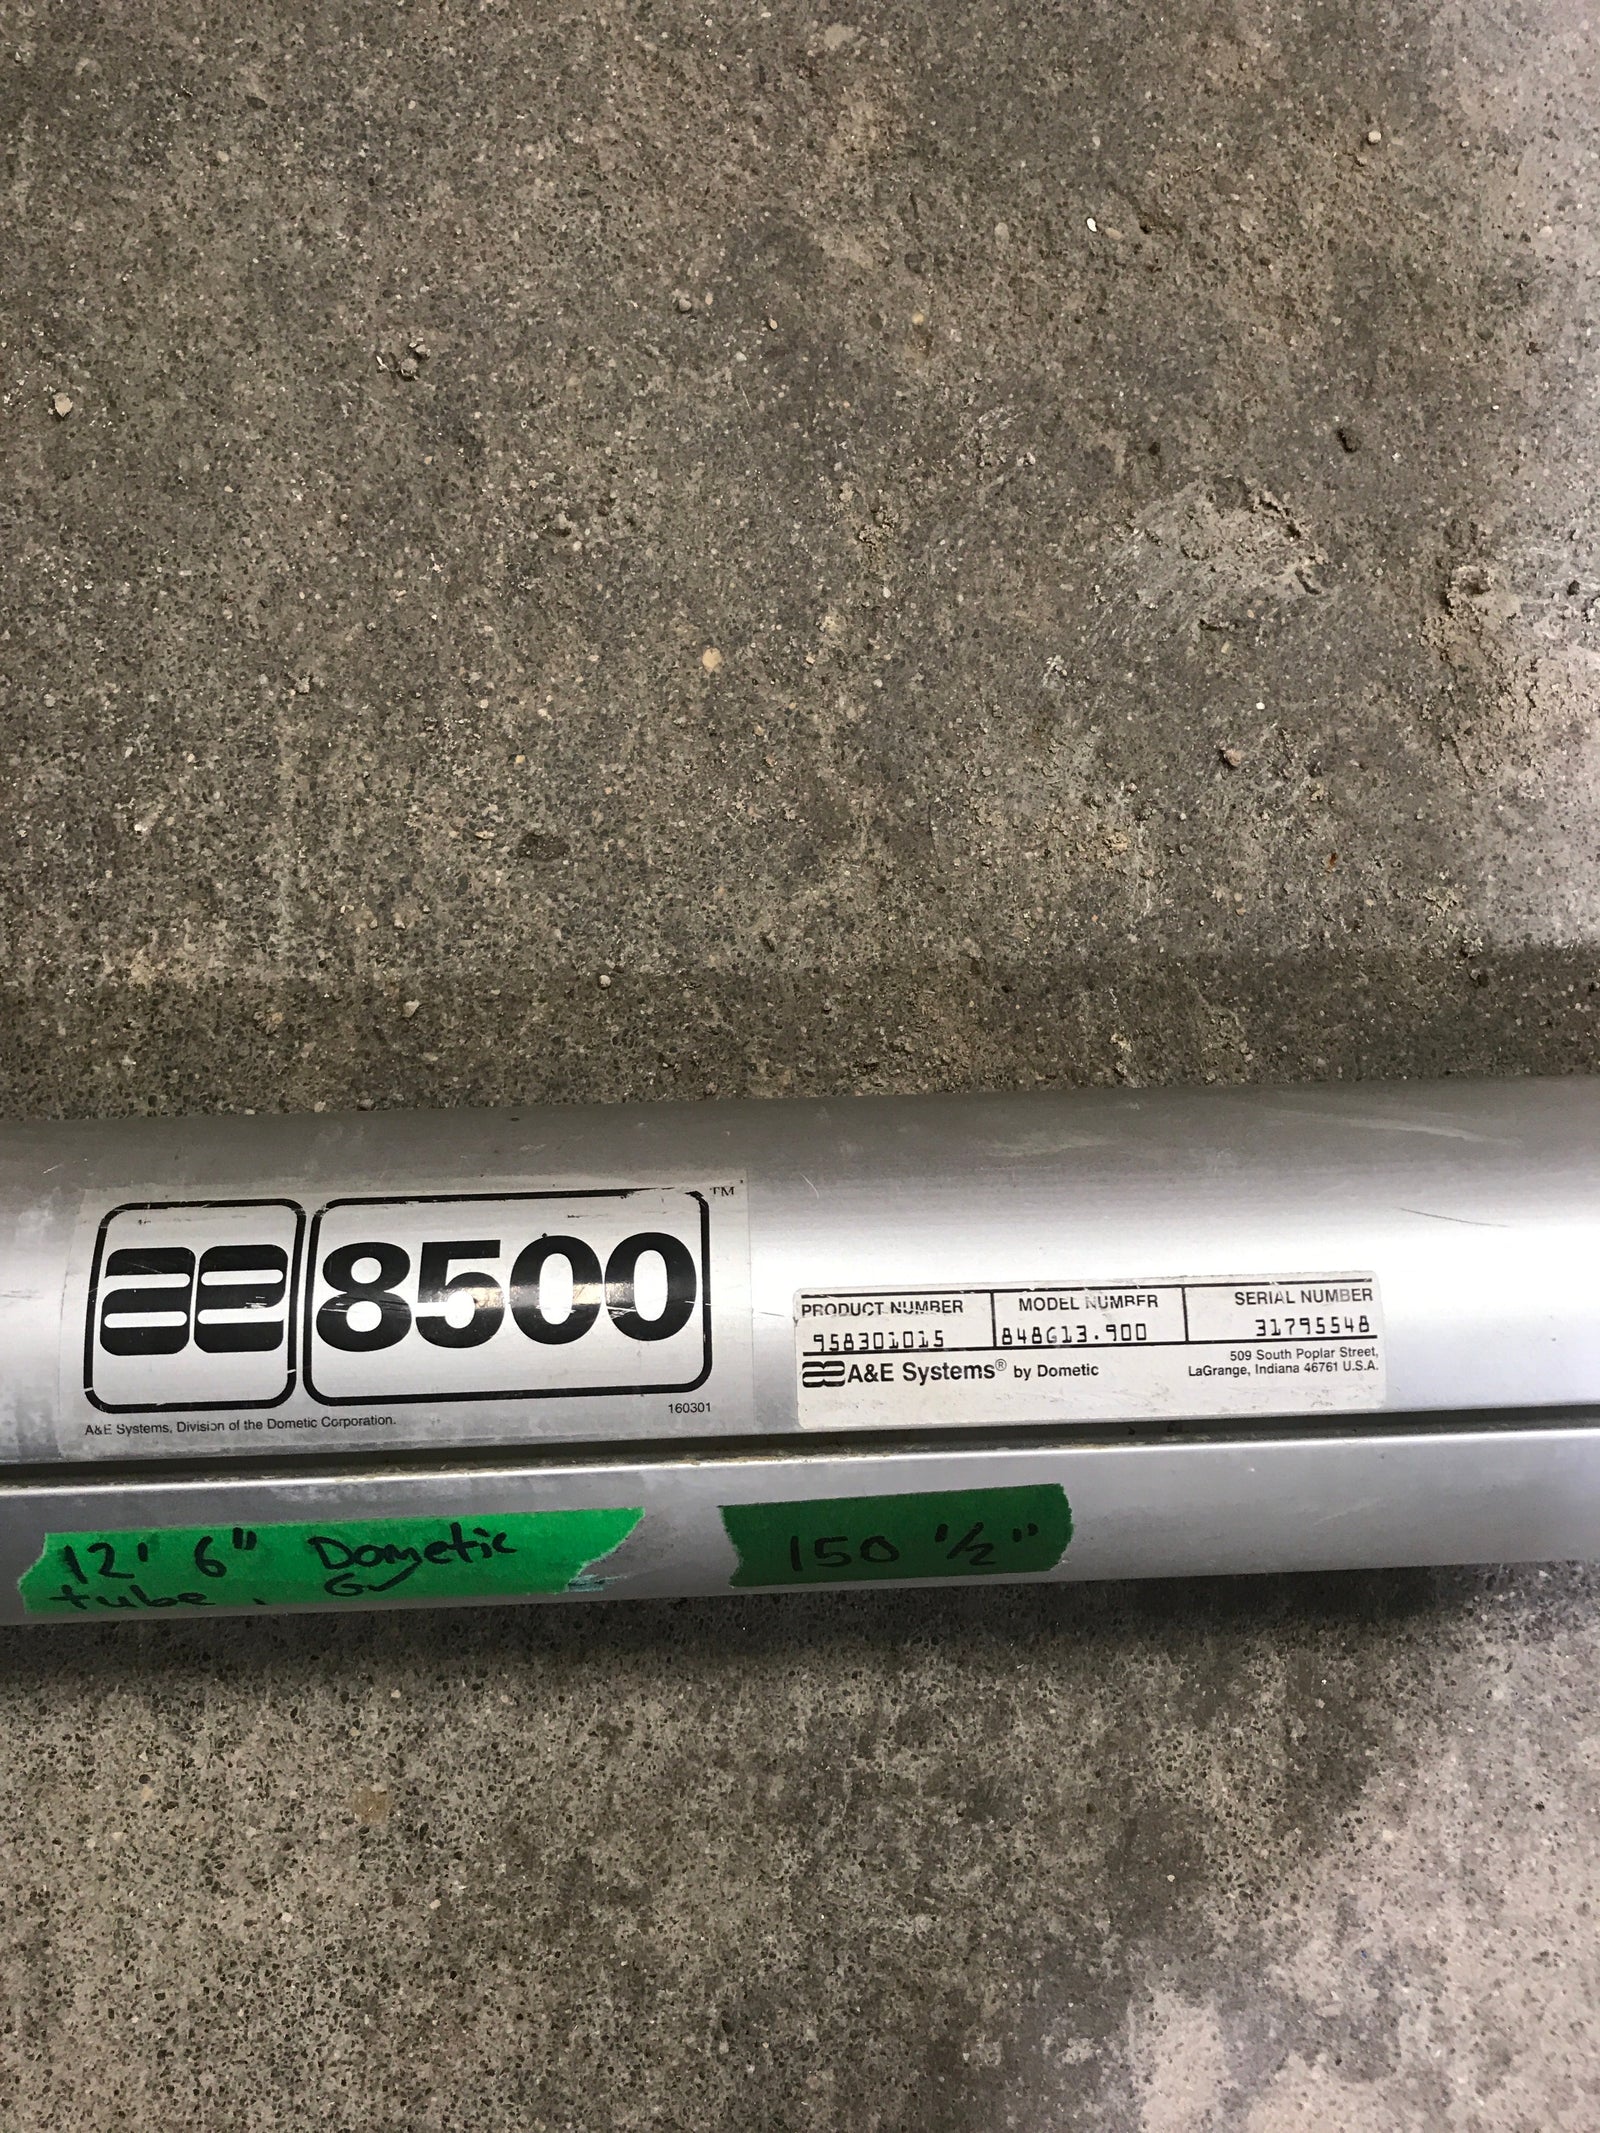 8500
TM
A&E Systems, Division of the Dometic Corporation.
160301
PRODUCT NUMBER MODEL NUMBER SERIAL NUMBER
958301015 848G13.900 31795548
A&E Systems® by Dometic
509 South Poplar Street,
LaGrange, Indiana 46761 U.S.A.
12' 6" Dometic
tube
150 1/2"